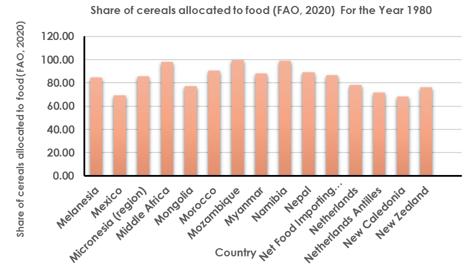 Share of cereals allocated to food (FAO, 2020)  For the Year 1980
Share of cereals allocated to food (FAO, 2020)
120.00
100.00
80.00
60.00
40.00
20.00
0.00
Melanesia
Mexico
Micronesia (region)
Middle Africa
Mongolia
Morocco
Mozambique
Myanmar
Namibia
Nepal
Net Food Importing...
Netherlands
Netherlands Antilles
New Caledonia
New Zealand
Country